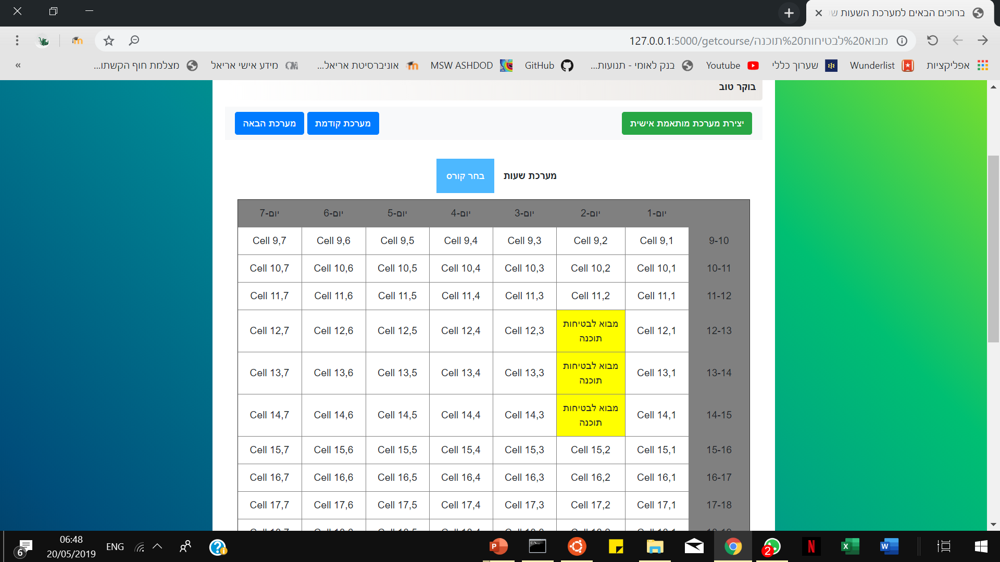 ברוכים הבאים למערכת השעות
127.0.0.1:5000/getcourse/מבוא%20לבטיחות%20תוכנה
אפליקציות
Wunderlist
שערוך כללי
Youtube
בנק לאומי - תנועות...
GitHub
MSW ASHDOD
אוניברסיטת אריאל...
מידע אישי אריאל
מצלמת חוף הקשתו...
»
בוקר טוב
יצירת מערכת מותאמת אישית
מערכת קודמת
מערכת הבאה
מערכת שעות
בחר קורס
יום-1 יום-2 יום-3 יום-4 יום-5 יום-6 יום-7
9-10 Cell 9,1 Cell 9,2 Cell 9,3 Cell 9,4 Cell 9,5 Cell 9,6 Cell 9,7
10-11 Cell 10,1 Cell 10,2 Cell 10,3 Cell 10,4 Cell 10,5 Cell 10,6 Cell 10,7
11-12 Cell 11,1 Cell 11,2 Cell 11,3 Cell 11,4 Cell 11,5 Cell 11,6 Cell 11,7
12-13 Cell 12,1 מבוא לבטיחות תוכנה Cell 12,3 Cell 12,4 Cell 12,5 Cell 12,6 Cell 12,7
13-14 Cell 13,1 מבוא לבטיחות תוכנה Cell 13,3 Cell 13,4 Cell 13,5 Cell 13,6 Cell 13,7
14-15 Cell 14,1 מבוא לבטיחות תוכנה Cell 14,3 Cell 14,4 Cell 14,5 Cell 14,6 Cell 14,7
15-16 Cell 15,1 Cell 15,2 Cell 15,3 Cell 15,4 Cell 15,5 Cell 15,6 Cell 15,7
16-17 Cell 16,1 Cell 16,2 Cell 16,3 Cell 16,4 Cell 16,5 Cell 16,6 Cell 16,7
17-18 Cell 17,1 Cell 17,2 Cell 17,3 Cell 17,4 Cell 17,5 Cell 17,6 Cell 17,7
06:48
20/05/2019
ENG
6
2